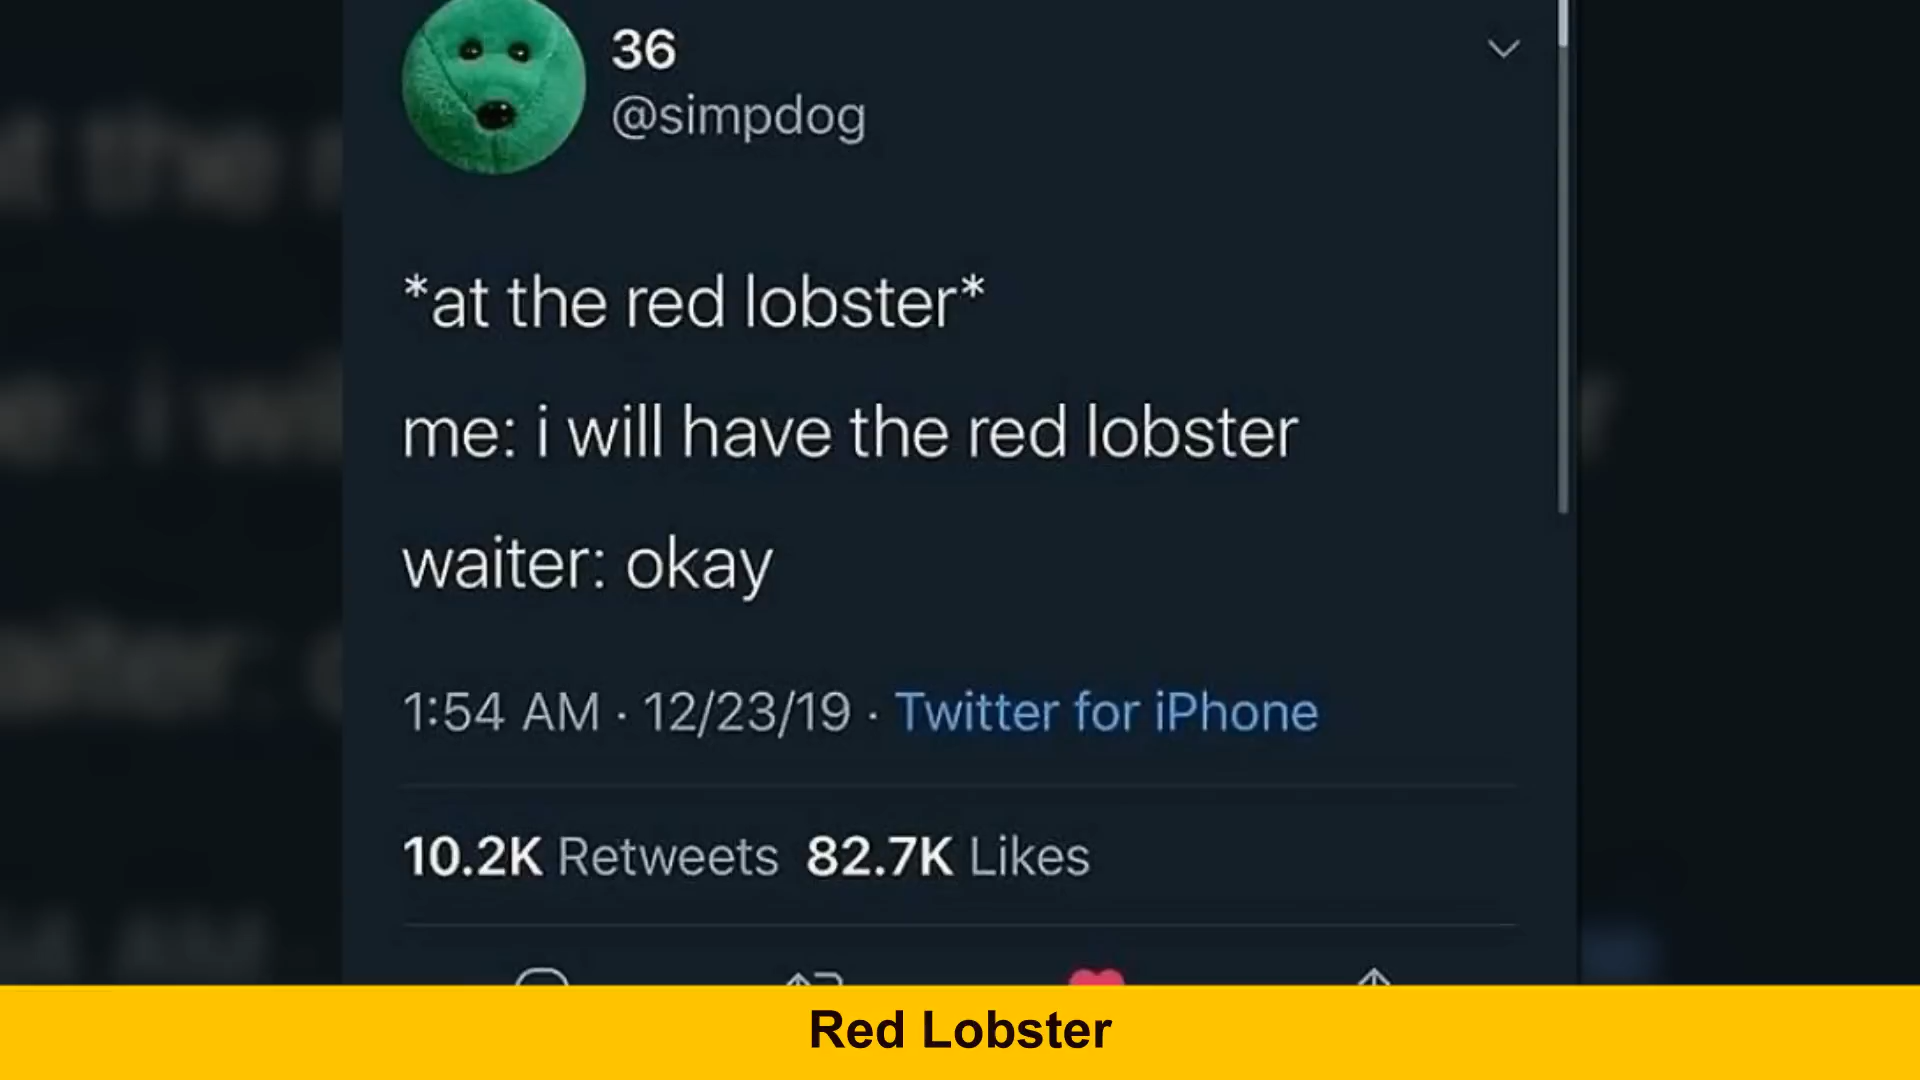 36
@simpdog
*at the red lobster*
me: i will have the red lobster
waiter: okay
1:54 AM · 12/23/19 · Twitter for iPhone
10.2K Retweets 82.7K Likes
Red Lobster